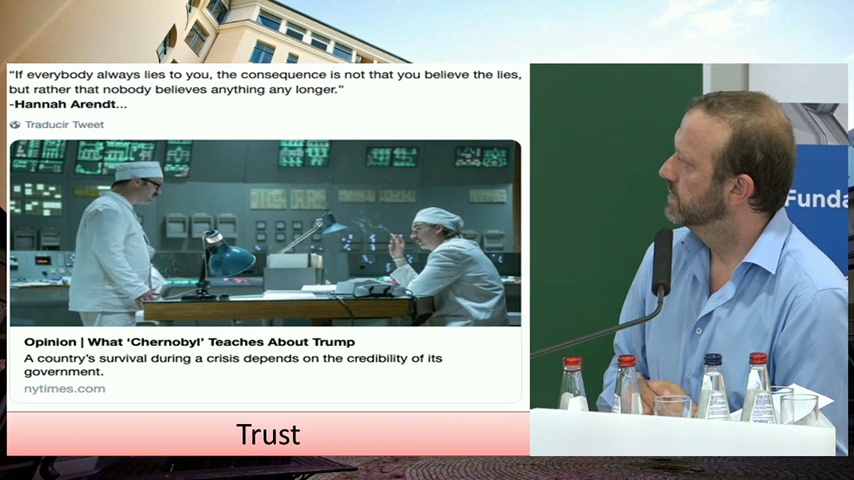 “If everybody always lies to you, the consequence is not that you believe the lies,
but rather that nobody believes anything any longer.”
-Hannah Arendt...
Traducir Tweet
Opinion | What ‘Chernobyl’ Teaches About Trump
A country’s survival during a crisis depends on the credibility of its
government.
nytimes.com
Trust
Funda